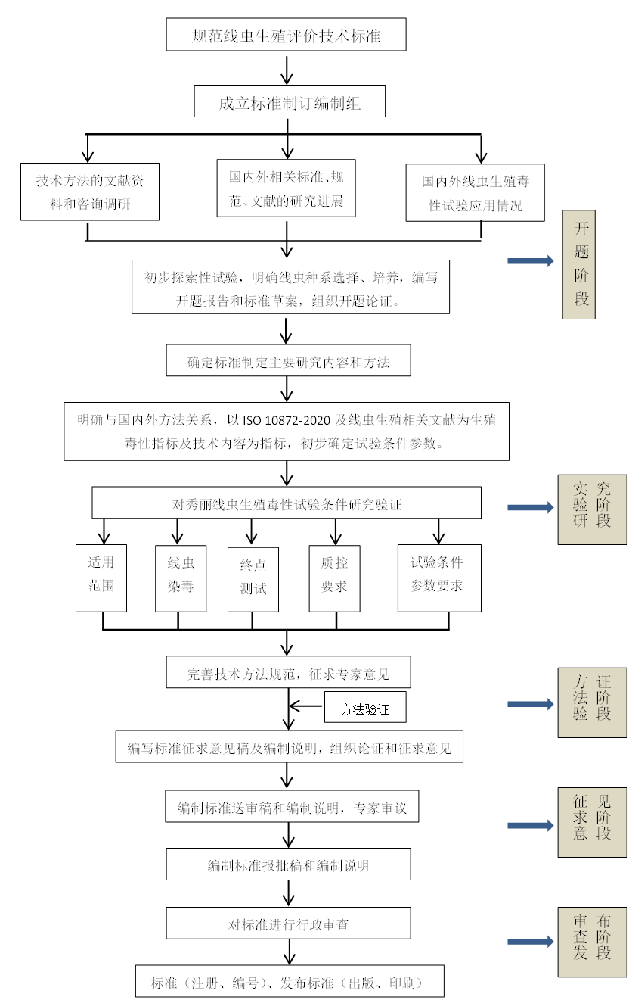 规范线虫生殖评价技术标准
成立标准制订编制组
技术方法的文献资
料和咨询调研
国内外相关标准、规
范、文献的研究进展
国内外线虫生殖毒
性试验应用情况
开
题
阶
段
初步探索性试验，明确线虫种系选择、培养，编写
开题报告和标准草案，组织开题论证。
确定标准制定主要研究内容和方法
明确与国内外方法关系，以 ISO 10872-2020 及线虫生殖相关文献为生殖
毒性指标及技术内容为指标，初步确定试验条件参数。
对秀丽线虫生殖毒性试验条件研究验证
实验研
究阶段
适用
范围
线虫
染毒
终点
测试
质控
要求
试验条件
参数要求
完善技术方法规范，征求专家意见
方法验证
方法验
证阶段
编写标准征求意见稿及编制说明，组织论证和征求意见
编制标准送审稿和编制说明，专家审议
征求意
见阶段
编制标准报批稿和编制说明
对标准进行行政审查
审查发
布阶段
标准（注册、编号）、发布标准（出版、印刷）